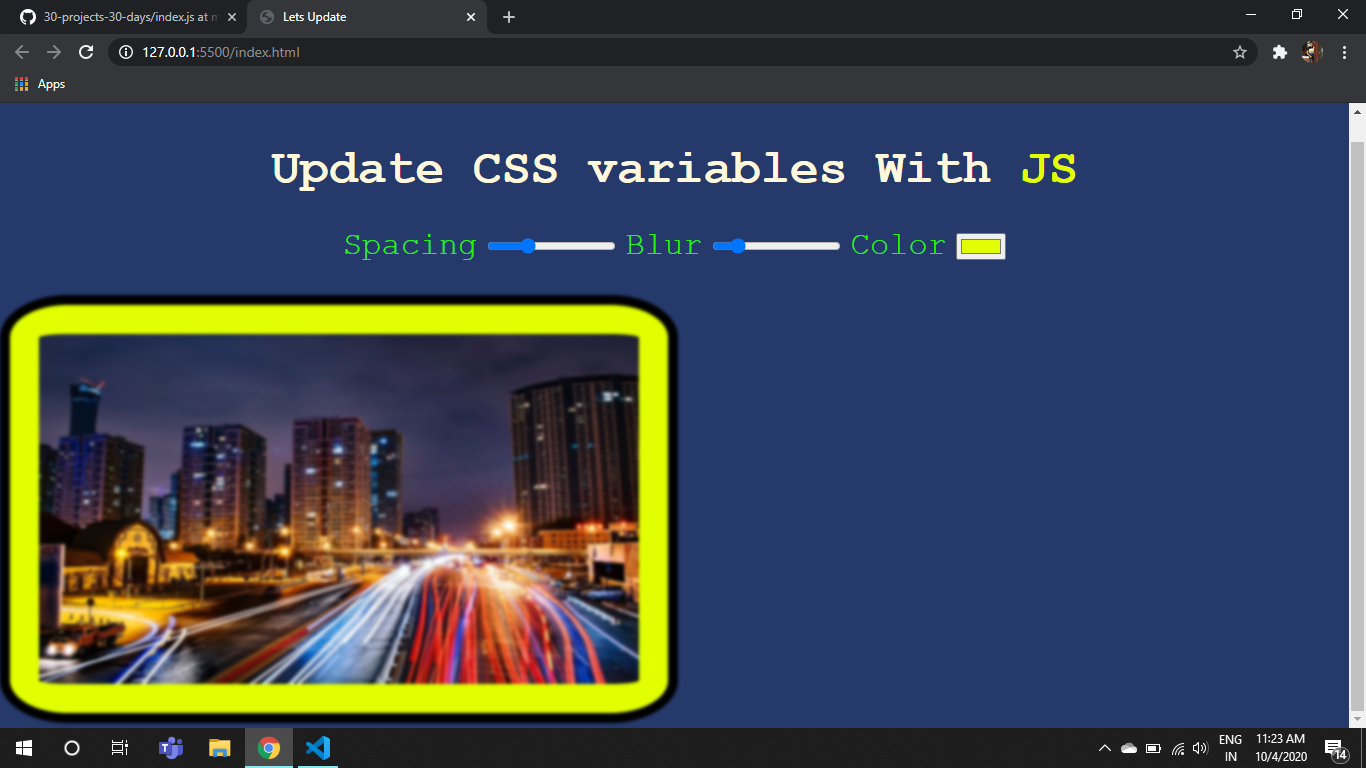 30-projects-30-days/index.js at m
Lets Update
127.0.0.1:5500/index.html
Apps
Update CSS variables With JS
Spacing Blur Color
ENG
IN
11:23 AM
10/4/2020
14